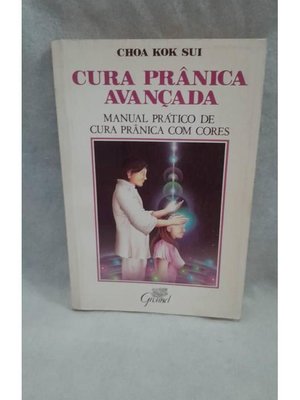 CHOA KOK SUI
CURA PRÂNICA
AVANÇADA
MANUAL PRÁTICO DE
CURA PRÂNICA COM CORES
Ground